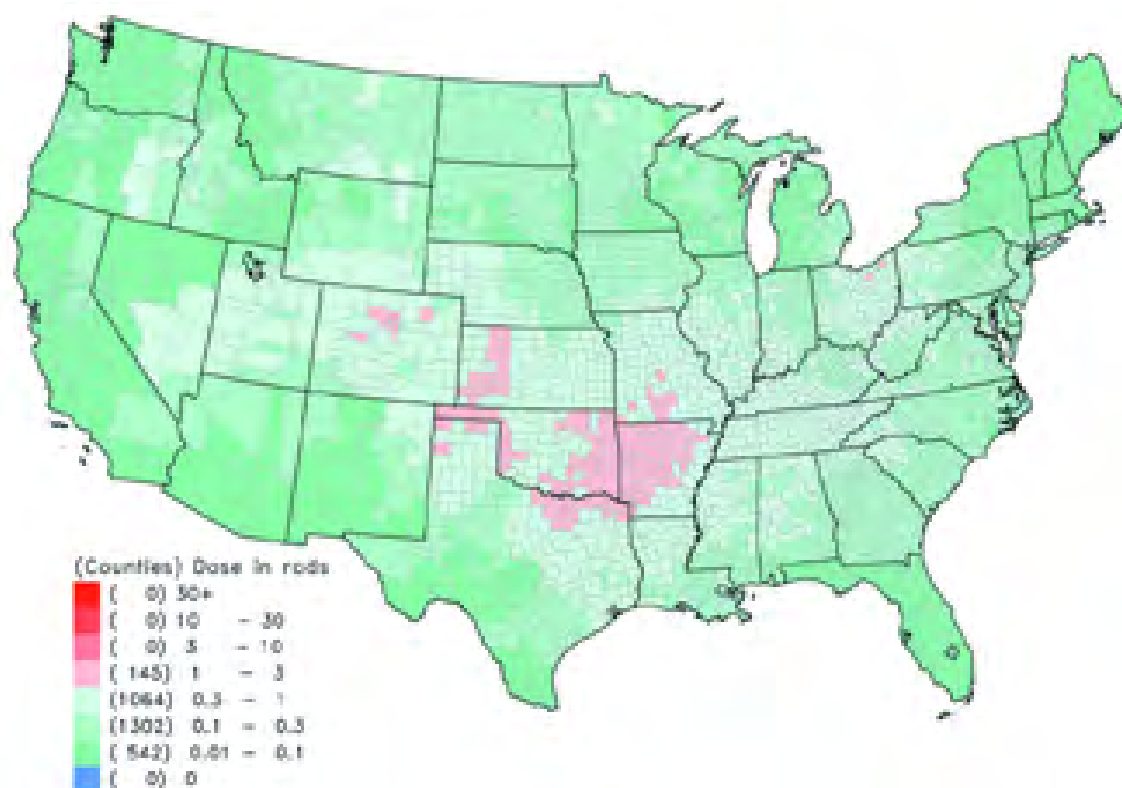 (Counties) Dose in rads
( 0) 30+
( 0) 10 - 30
( 0) 3 - 10
( 145) 1 - 3
(1064) 0.3 - 1
(1302) 0.1 - 0.3
( 542) 0.01 - 0.1
( 0) 0